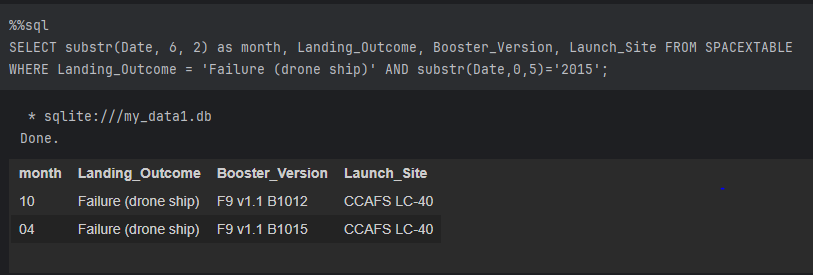 %%sql
SELECT substr(Date, 6, 2) as month, Landing_Outcome, Booster_Version, Launch_Site FROM SPACEXTABLE
WHERE Landing_Outcome = 'Failure (drone ship)' AND substr(Date,0,5)='2015';
* sqlite:///my_data1.db
Done.
month Landing_Outcome Booster_Version Launch_Site
10 Failure (drone ship) F9 v1.1 B1012 CCAFS LC-40
04 Failure (drone ship) F9 v1.1 B1015 CCAFS LC-40